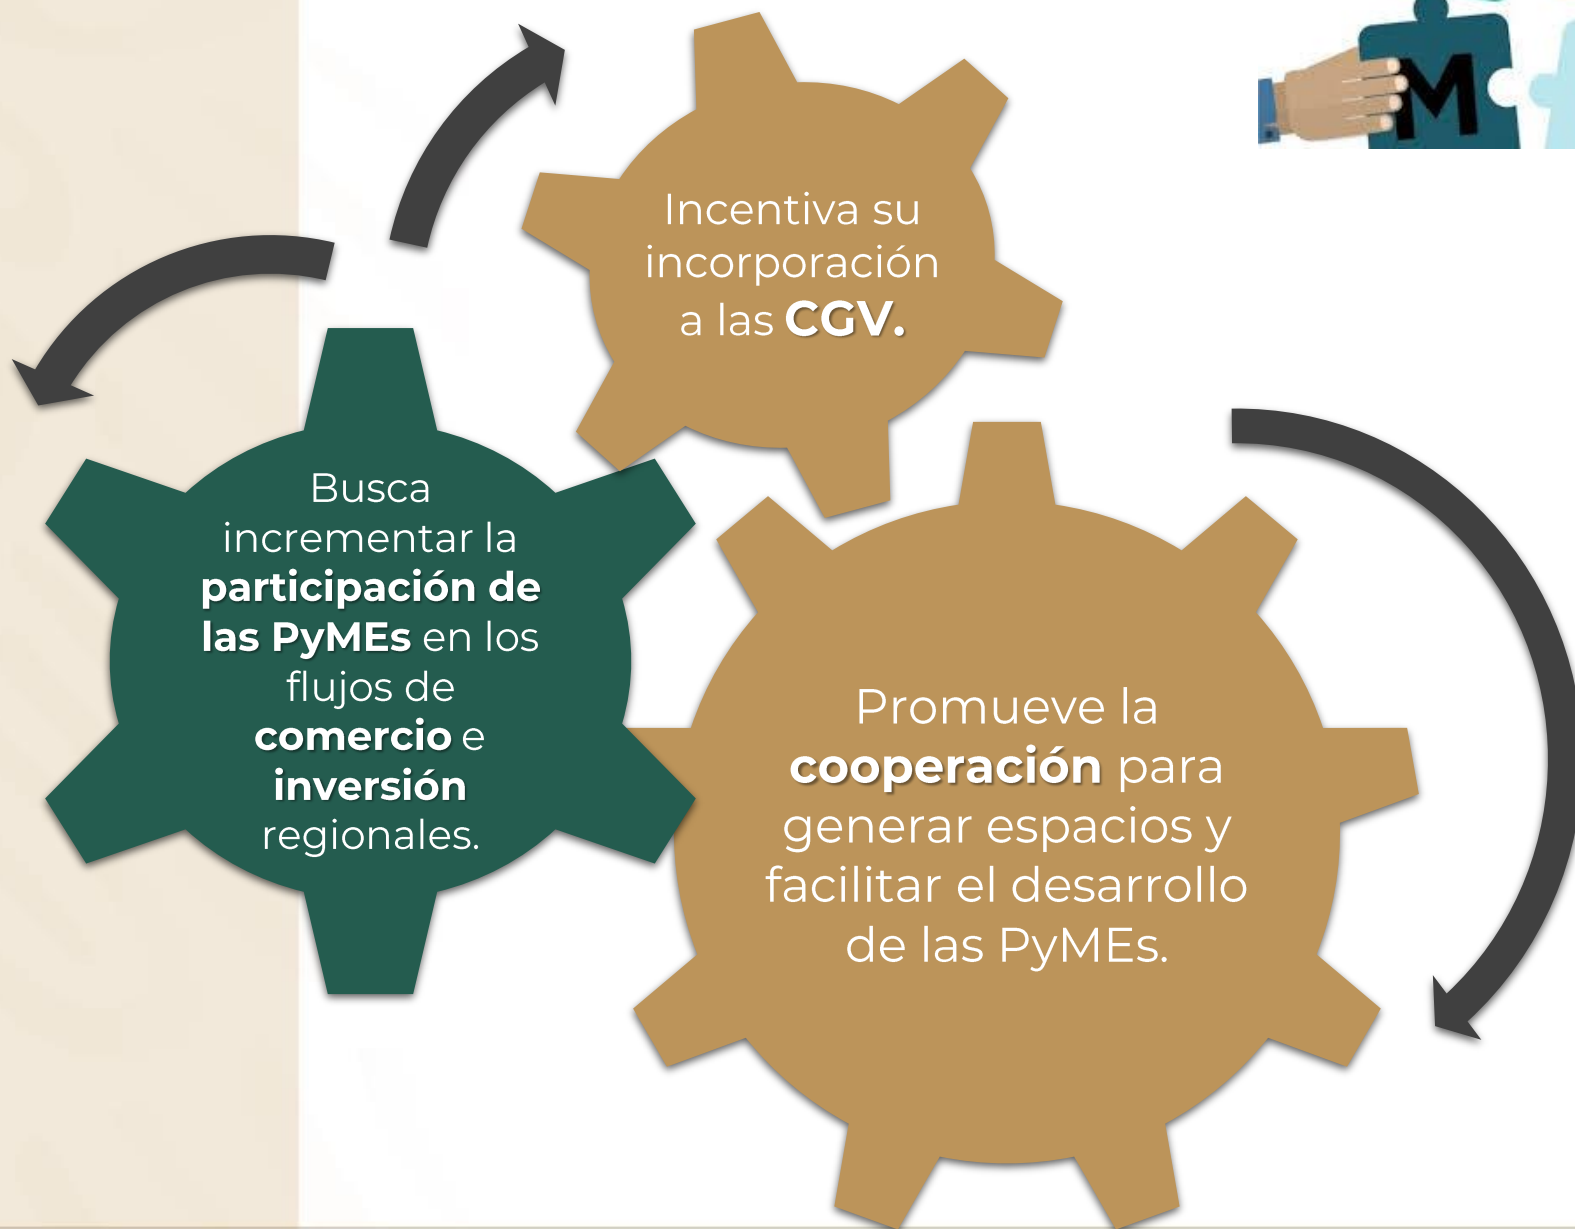 M
Incentiva su
incorporación
a las CGV.
Busca
incrementar la
participación de
las PyMEs en los
flujos de
comercio e
inversión
regionales.
Promueve la
cooperación para
generar espacios y
facilitar el desarrollo
de las PyMEs.